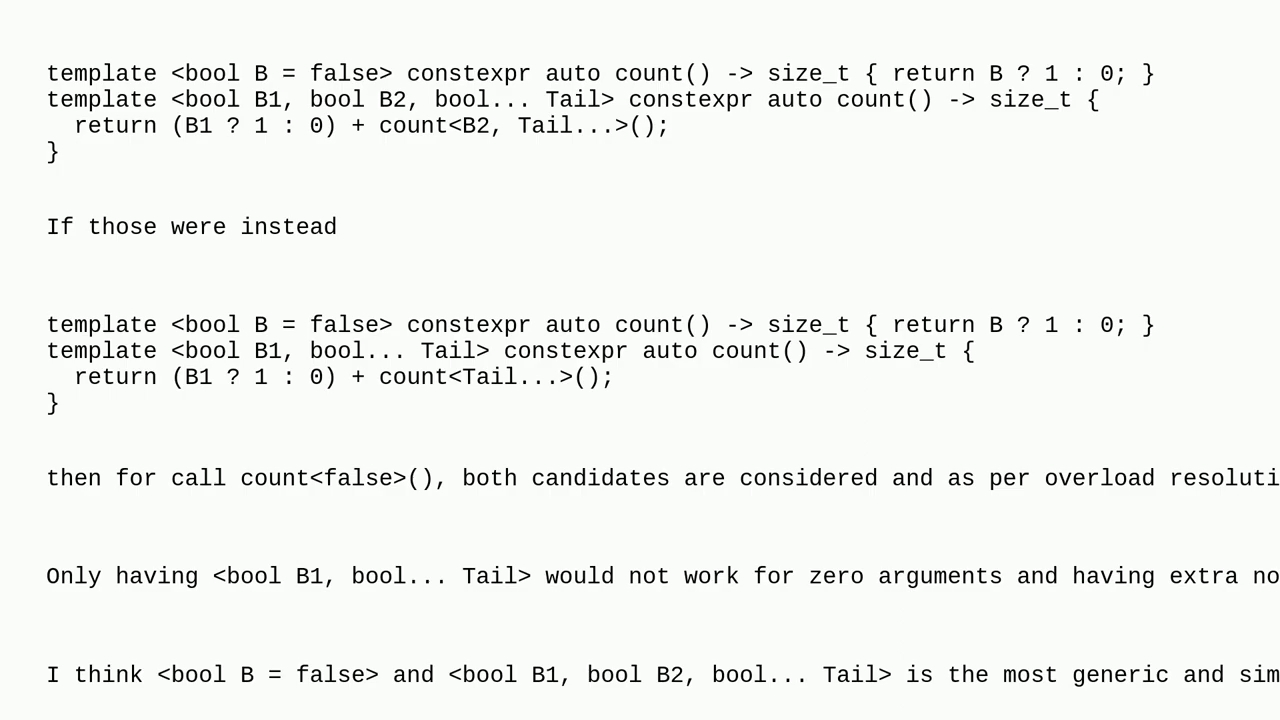 template <bool B = false> constexpr auto count() -> size_t { return B ? 1 : 0; }
template <bool B1, bool B2, bool... Tail> constexpr auto count() -> size_t {
  return (B1 ? 1 : 0) + count<B2, Tail...>();
}
If those were instead
template <bool B = false> constexpr auto count() -> size_t { return B ? 1 : 0; }
template <bool B1, bool... Tail> constexpr auto count() -> size_t {
  return (B1 ? 1 : 0) + count<Tail...>();
}
then for call count<false>(), both candidates are considered and as per overload
Only having <bool B1, bool... Tail> would not work for zero arguments and having extra
I think <bool B = false> and <bool B1, bool B2, bool... Tail> is the most generic and